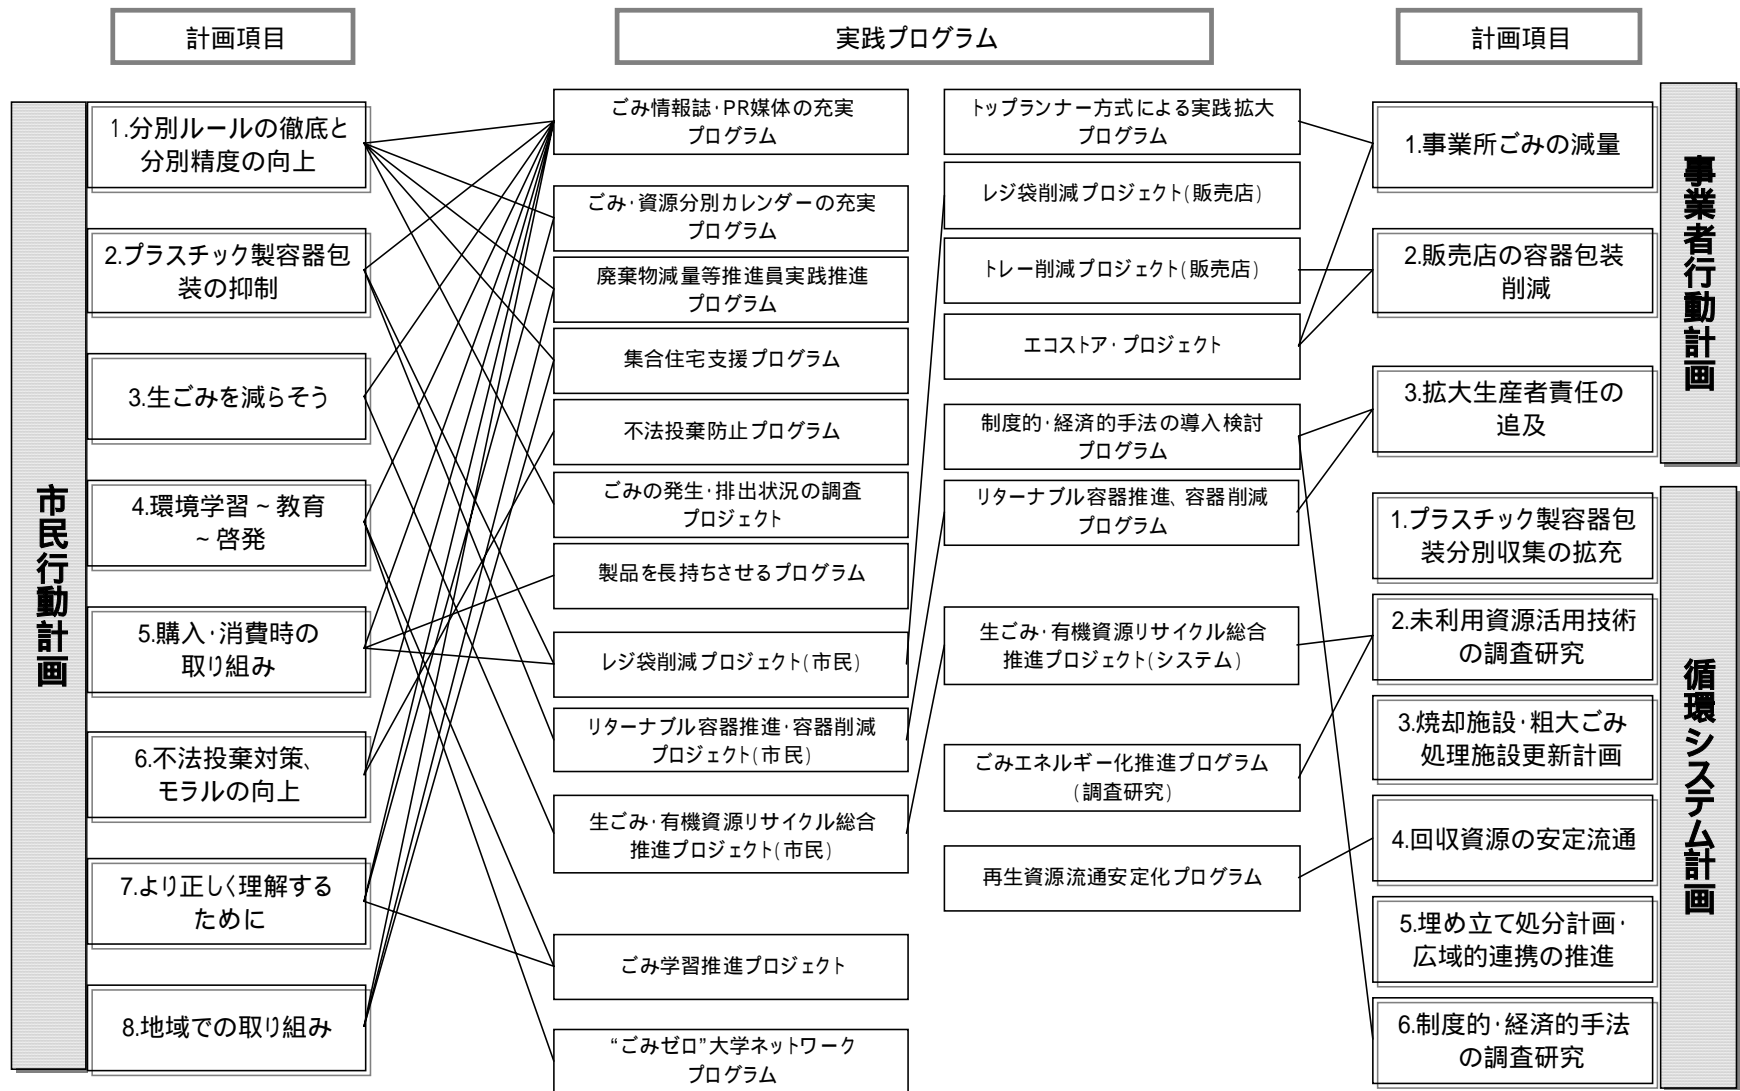 計画項目
実践プログラム
計画項目
市民行動計画
1.分別ルールの徹底と
分別精度の向上
2.プラスチック製容器包
装の抑制
3.生ごみを減らそう
4.環境学習~教育
~啓発
5.購入・消費時の
取り組み
6.不法投棄対策、
モラルの向上
7.より正しく理解する
ために
8.地域での取り組み
ごみ情報誌・PR媒体の充実
プログラム
ごみ・資源分別カレンダーの充実
プログラム
廃棄物減量等推進員実践推進
プログラム
集合住宅支援プログラム
不法投棄防止プログラム
ごみの発生・排出状況の調査
プロジェクト
製品を長持ちさせるプログラム
レジ袋削減プロジェクト(市民)
リターナブル容器推進・容器削減
プロジェクト(市民)
生ごみ・有機資源リサイクル総合
推進プロジェクト(市民)
ごみ学習推進プロジェクト
“ごみゼロ”大学ネットワーク
プログラム
トップランナー方式による実践拡大
プログラム
レジ袋削減プロジェクト(販売店)
トレー削減プロジェクト(販売店)
エコストア・プロジェクト
制度的・経済的手法の導入検討
プログラム
リターナブル容器推進、容器削減
プログラム
生ごみ・有機資源リサイクル総合
推進プロジェクト(システム)
ごみエネルギー化推進プログラム
(調査研究)
再生資源流通安定化プログラム
1.事業所ごみの減量
2.販売店の容器包装
削減
3.拡大生産者責任の
追及
事業者行動計画
1.プラスチック製容器包
装分別収集の拡充
2.未利用資源活用技術
の調査研究
3.焼却施設・粗大ごみ
処理施設更新計画
4.回収資源の安定流通
5.埋め立て処分計画・
広域的連携の推進
6.制度的・経済的手法
の調査研究
循環システム計画